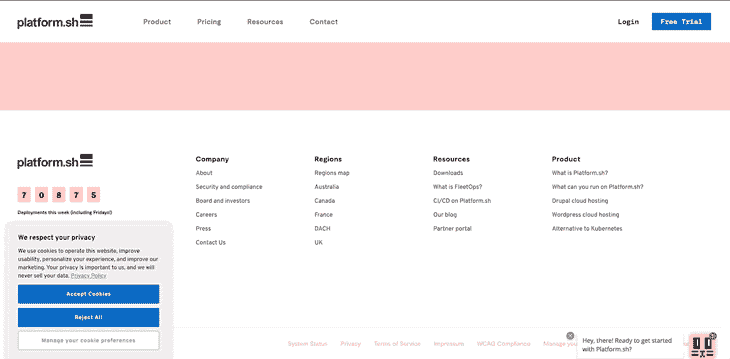 platform.sh
Product Pricing Resources Contact Login Free Trial
platform.sh
7 0 8 7 5
Deployments this week (including Fridays!)
Company
About
Security and compliance
Board and investors
Careers
Press
Contact Us
Regions
Regions map
Australia
Canada
France
DACH
UK
Resources
Downloads
What is FleetOps?
CI/CD on Platform.sh
Our blog
Partner portal
Product
What is Platform.sh?
What can you run on Platform.sh?
Drupal cloud hosting
Wordpress cloud hosting
Alternative to Kubernetes
We respect your privacy
We use cookies to operate this website, improve
usability, personalize your experience, and improve our
marketing. Your privacy is important to us, and we will
never sell your data. Privacy Policy
Accept Cookies
Reject All
Manage your cookie preferences
System Status Privacy Terms of Service Impressum WCAG Compliance
Hey, there! Ready to get started
with Platform.sh?